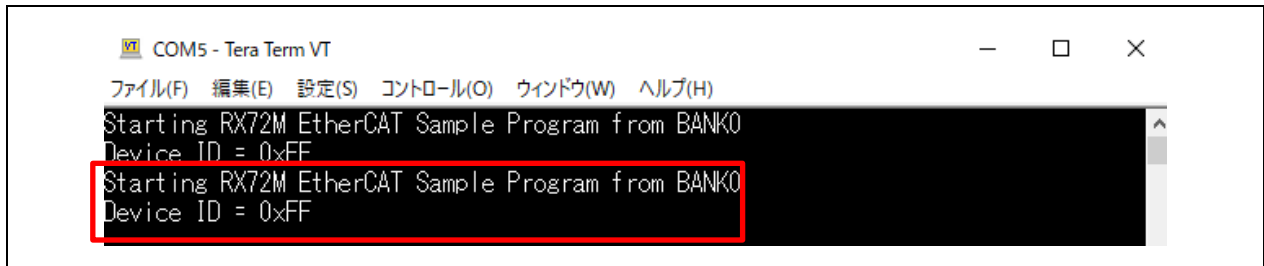 COM5 - Tera Term VT
ファイル(F) 編集(E) 設定(S) コントロール(O) ウィンドウ(W) ヘルプ(H)
Starting RX72M EtherCAT Sample Program from BANK0
Device ID = 0xFF
Starting RX72M EtherCAT Sample Program from BANK0
Device ID = 0xFF